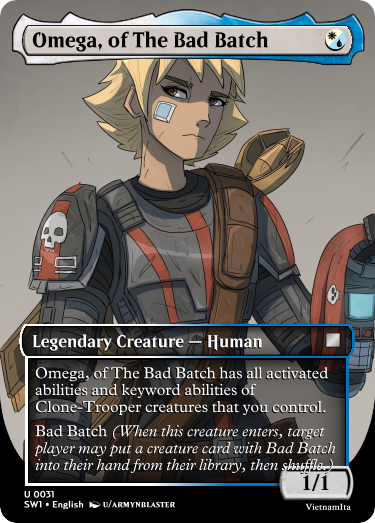 Omega, of The Bad Batch
Legendary Creature — Human
Omega, of The Bad Batch has all activated
abilities and keyword abilities of
Clone-Trooper creatures that you control.
Bad Batch (When this creature enters, target
player may put a creature card with Bad Batch
into their hand from their library, then shuffle.)
1/1
U 0031
SW1 • English U/ARMYNBLASTER
VietnamIta